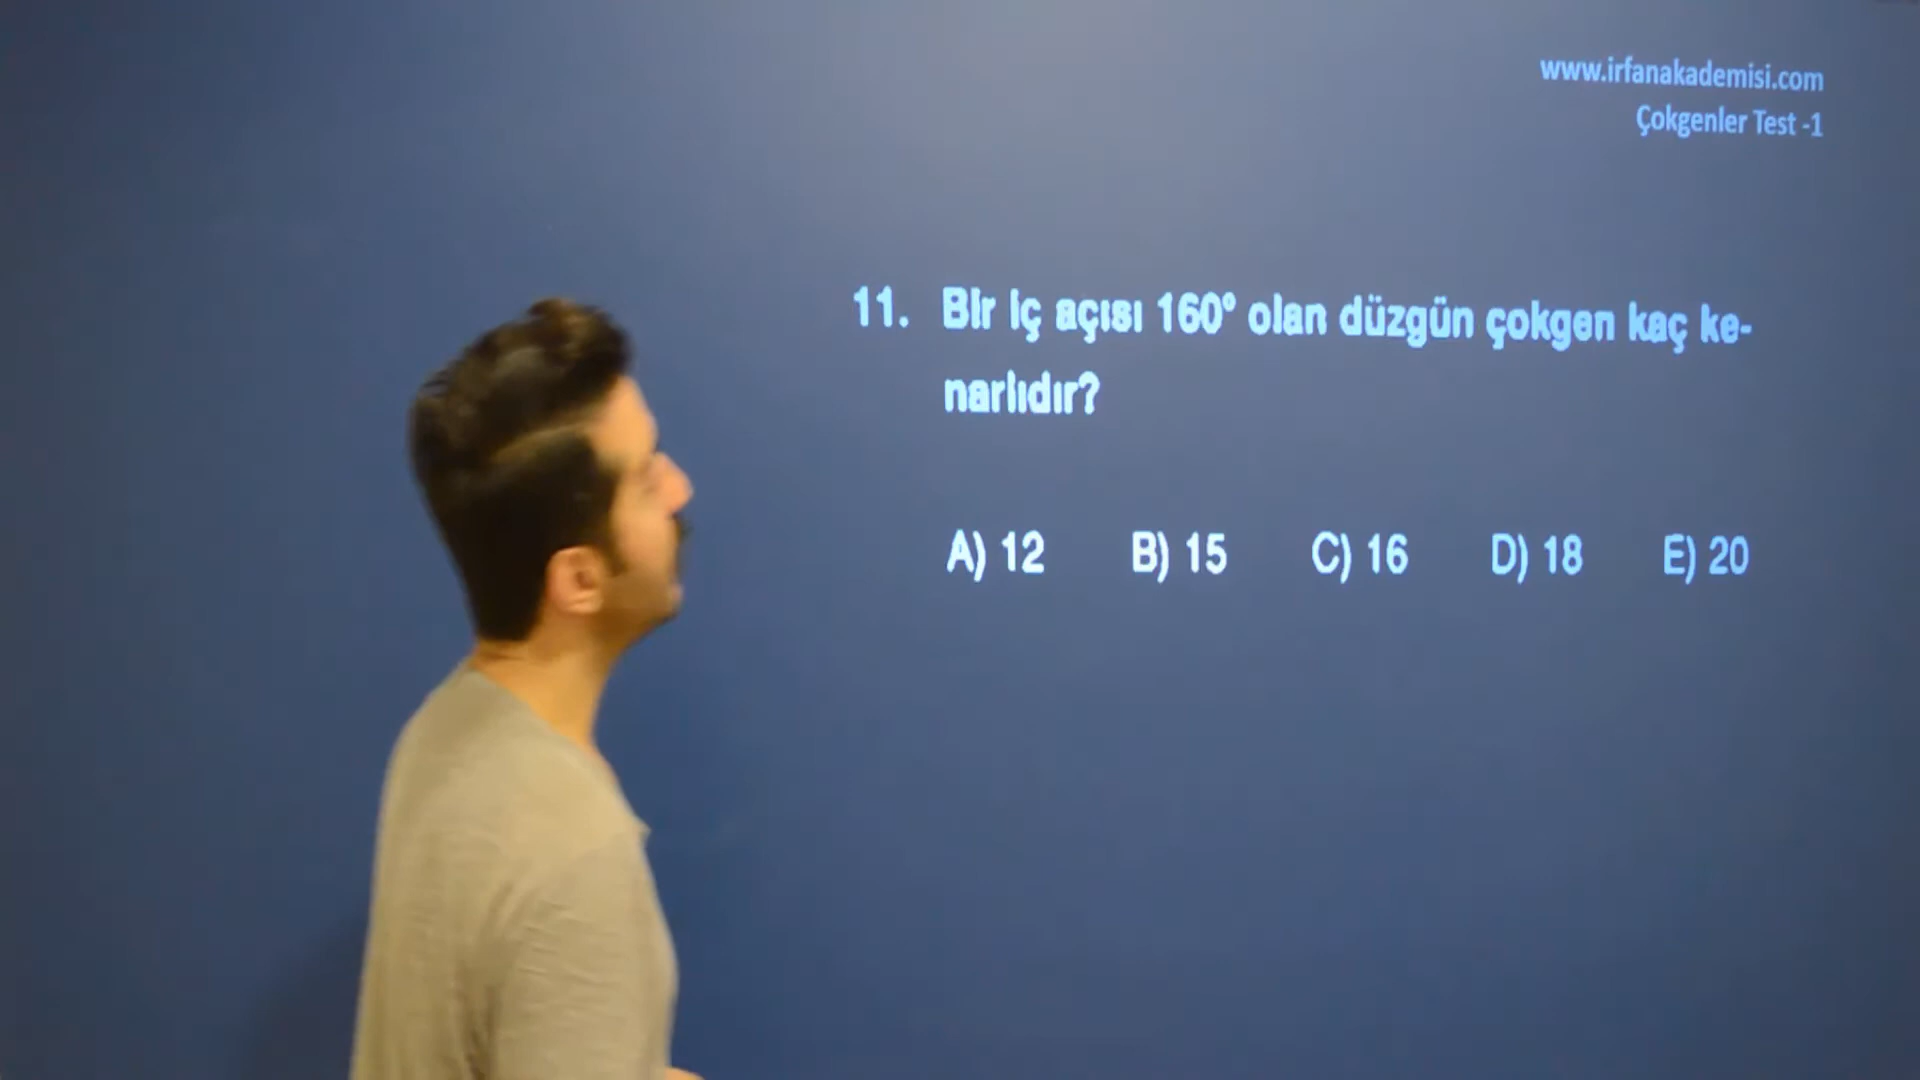 www.irfanakademisi.com
Çokgenler Test -1
11. Bir iç açısı 160° olan düzgün çokgen kaç ke-
narlıdır?
A) 12 B) 15 C) 16 D) 18 E) 20